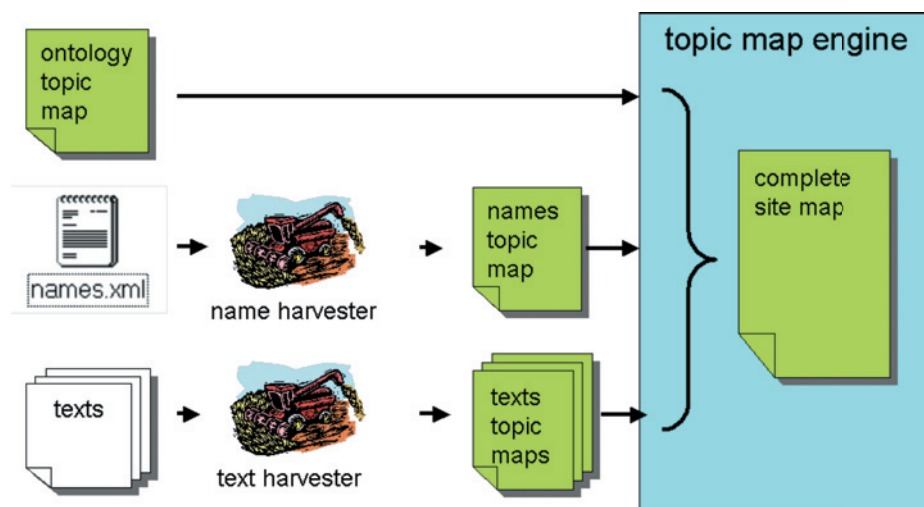 ontology
topic
map
topic map engine
names.xml
name harvester
names
topic
map
complete
site map
texts
text harvester
texts
topic
maps